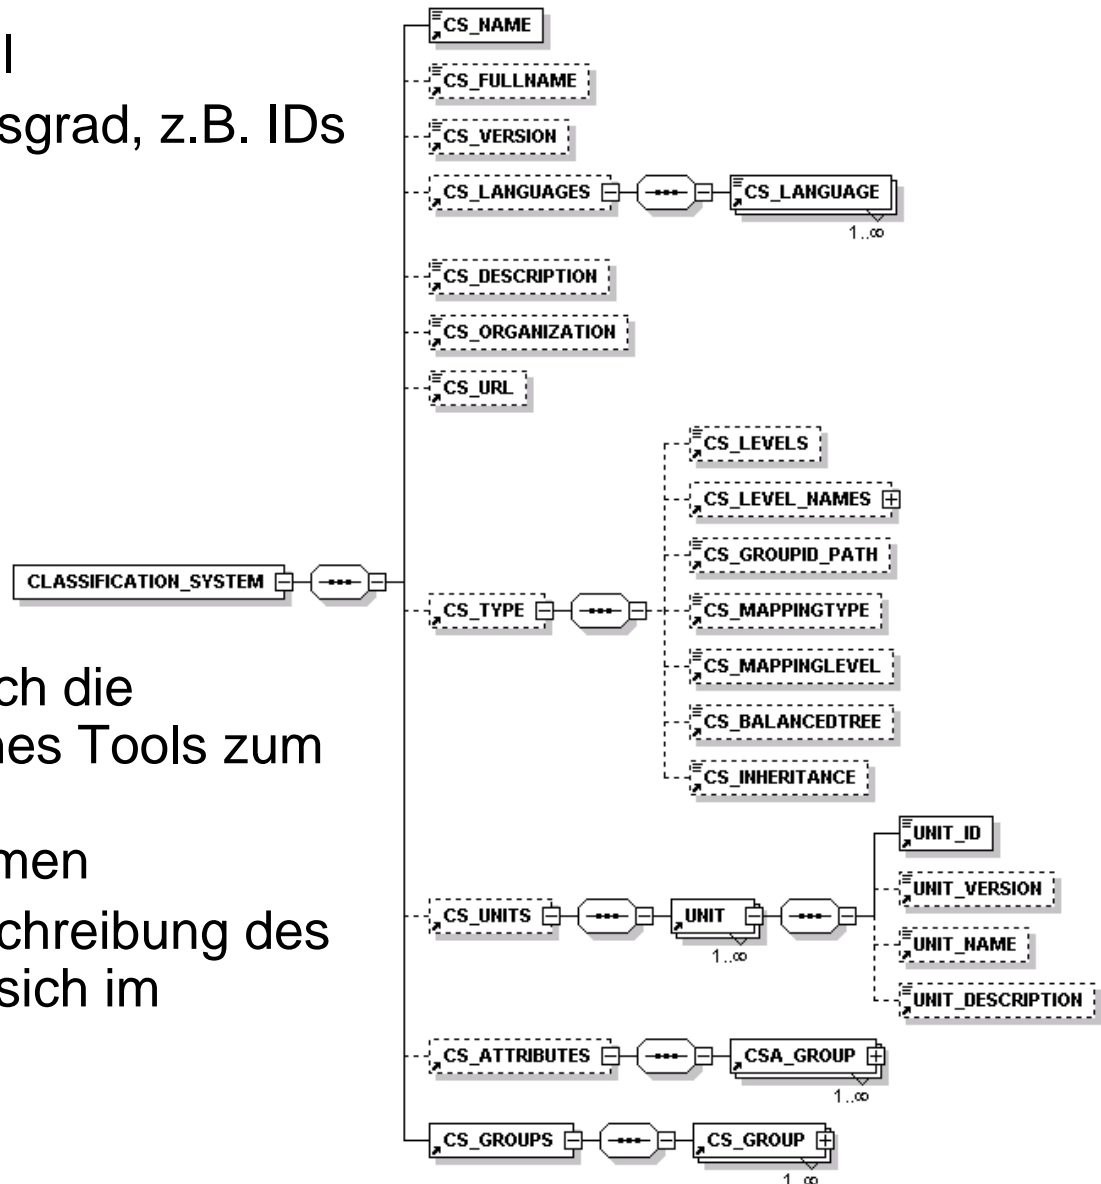 l
sgrad, z.B. IDs
ch die
nes Tools zum
men
schreibung des
sich im
CLASSIFICATION_SYSTEM
CS_NAME
CS_FULLNAME
CS_VERSION
CS_LANGUAGES
CS_LANGUAGE
1..∞
CS_DESCRIPTION
CS_ORGANIZATION
CS_URL
CS_TYPE
CS_LEVELS
CS_LEVEL_NAMES
CS_GROUPID_PATH
CS_MAPPINGTYPE
CS_MAPPINGLEVEL
CS_BALANCEDTREE
CS_INHERITANCE
CS_UNITS
UNIT
1..∞
UNIT_ID
UNIT_VERSION
UNIT_NAME
UNIT_DESCRIPTION
CS_ATTRIBUTES
CSA_GROUP
1..∞
CS_GROUPS
CS_GROUP
1..∞